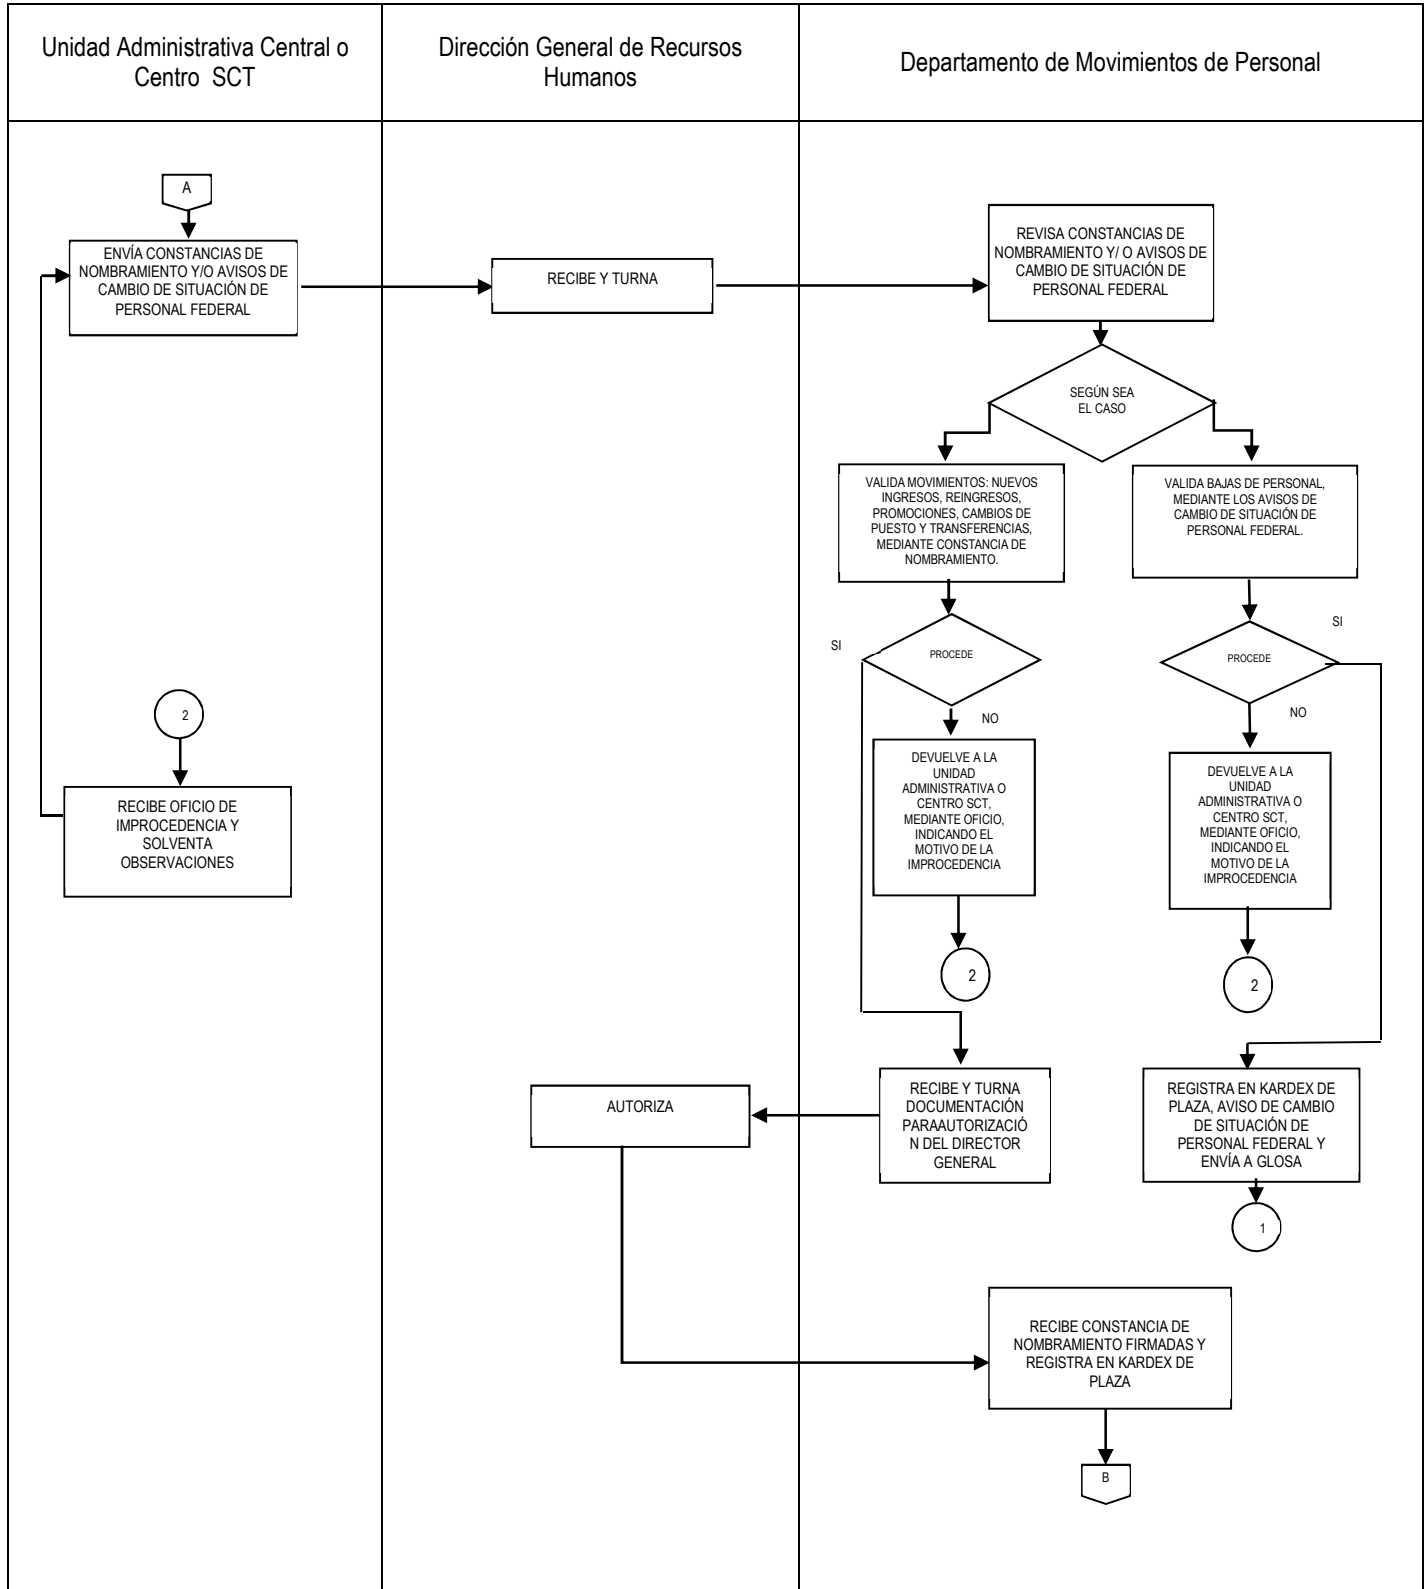 Unidad Administrativa Central o
Centro SCT
Dirección General de Recursos
Humanos
Departamento de Movimientos de Personal
A
ENVÍA CONSTANCIAS DE
NOMBRAMIENTO Y/O AVISOS DE
CAMBIO DE SITUACIÓN DE
PERSONAL FEDERAL
RECIBE Y TURNA
REVISA CONSTANCIAS DE
NOMBRAMIENTO Y/ O AVISOS DE
CAMBIO DE SITUACIÓN DE
PERSONAL FEDERAL
SEGÚN SEA
EL CASO
VALIDA MOVIMIENTOS: NUEVOS
INGRESOS, REINGRESOS,
PROMOCIONES, CAMBIOS DE
PUESTO Y TRANSFERENCIAS,
MEDIANTE CONSTANCIA DE
NOMBRAMIENTO.
VALIDA BAJAS DE PERSONAL,
MEDIANTE LOS AVISOS DE
CAMBIO DE SITUACIÓN DE
PERSONAL FEDERAL.
SI
PROCEDE
NO
SI
PROCEDE
NO
2
RECIBE OFICIO DE
IMPROCEDENCIA Y
SOLVENTA
OBSERVACIONES
DEVUELVE A LA
UNIDAD
ADMINISTRATIVA O
CENTRO SCT,
MEDIANTE OFICIO,
INDICANDO EL
MOTIVO DE LA
IMPROCEDENCIA
DEVUELVE A LA
UNIDAD
ADMINISTRATIVA O
CENTRO SCT,
MEDIANTE OFICIO,
INDICANDO EL
MOTIVO DE LA
IMPROCEDENCIA
2
2
AUTORIZA
RECIBE Y TURNA
DOCUMENTACIÓN
PARAAUTORIZACIÓ
N DEL DIRECTOR
GENERAL
REGISTRA EN KARDEX DE
PLAZA, AVISO DE CAMBIO
DE SITUACIÓN DE
PERSONAL FEDERAL Y
ENVÍA A GLOSA
1
RECIBE CONSTANCIA DE
NOMBRAMIENTO FIRMADAS Y
REGISTRA EN KARDEX DE
PLAZA
B